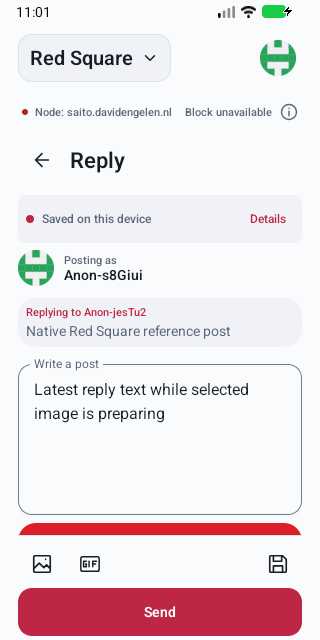 11:01
Red Square
Node: saito.davidengelen.nl Block unavailable
Reply
Saved on this device Details
Posting as
Anon-s8Giui
Replying to Anon-jesTu2
Native Red Square reference post
Write a post
Latest reply text while selected
image is preparing
GIF
Send